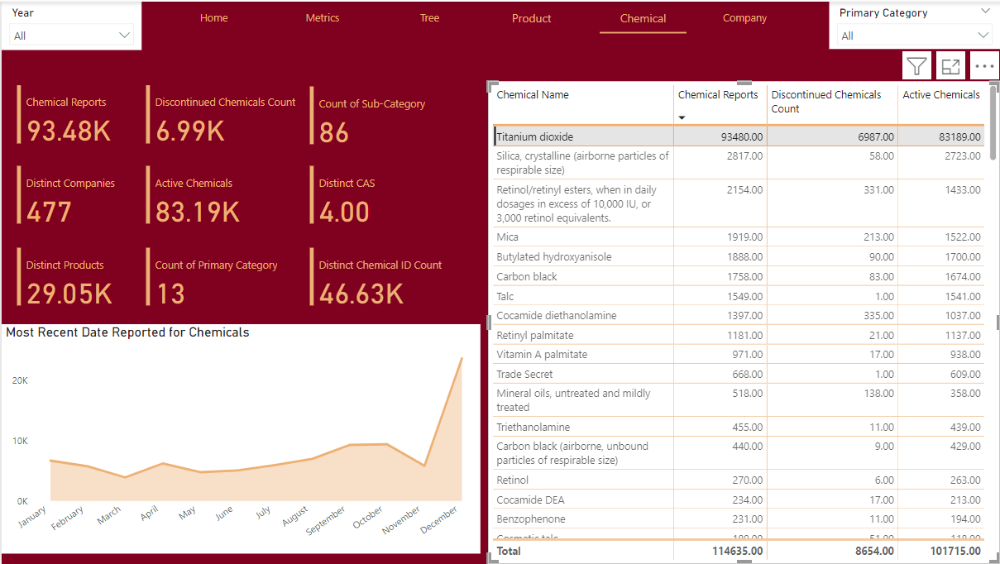 Year
All
Home
Metrics
Tree
Product
Chemical
Company
Primary Category
All
Chemical Reports
93.48K
Discontinued Chemicals Count
6.99K
Count of Sub-Category
86
Distinct Companies
477
Active Chemicals
83.19K
Distinct CAS
4.00
Distinct Products
29.05K
Count of Primary Category
13
Distinct Chemical ID Count
46.63K
Most Recent Date Reported for Chemicals
20K
10K
0K
January
February
March
April
May
June
July
August
September
October
November
December
Chemical Name Chemical Reports Discontinued Chemicals Active Chemicals
Count
Titanium dioxide 93480.00 6987.00 83189.00
Silica, crystalline (airborne particles of 2817.00 58.00 2723.00
respirable size)
Retinol/retinyl esters, when in daily 2154.00 331.00 1433.00
dosages in excess of 10,000 IU, or
3,000 retinol equivalents.
Mica 1919.00 213.00 1522.00
Butylated hydroxyanisole 1888.00 90.00 1700.00
Carbon black 1758.00 83.00 1674.00
Talc 1549.00 1.00 1541.00
Cocamide diethanolamine 1397.00 335.00 1037.00
Retinyl palmitate 1181.00 21.00 1137.00
Vitamin A palmitate 971.00 17.00 938.00
Trade Secret 668.00 1.00 609.00
Mineral oils, untreated and mildly 518.00 138.00 358.00
treated
Triethanolamine 455.00 11.00 439.00
Carbon black (airborne, unbound 440.00 9.00 429.00
particles of respirable size)
Retinol 270.00 6.00 263.00
Cocamide DEA 234.00 17.00 213.00
Benzophenone 231.00 11.00 194.00
Cosmetic talc
Total 114635.00 8654.00 101715.00